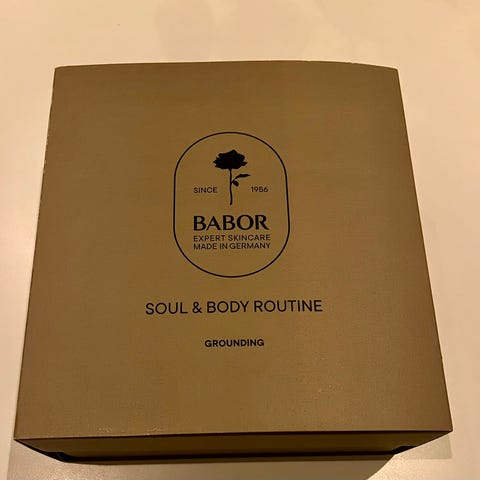 SINCE 1956
BABOR
EXPERT SKINCARE
MADE IN GERMANY
SOUL & BODY ROUTINE
GROUNDING